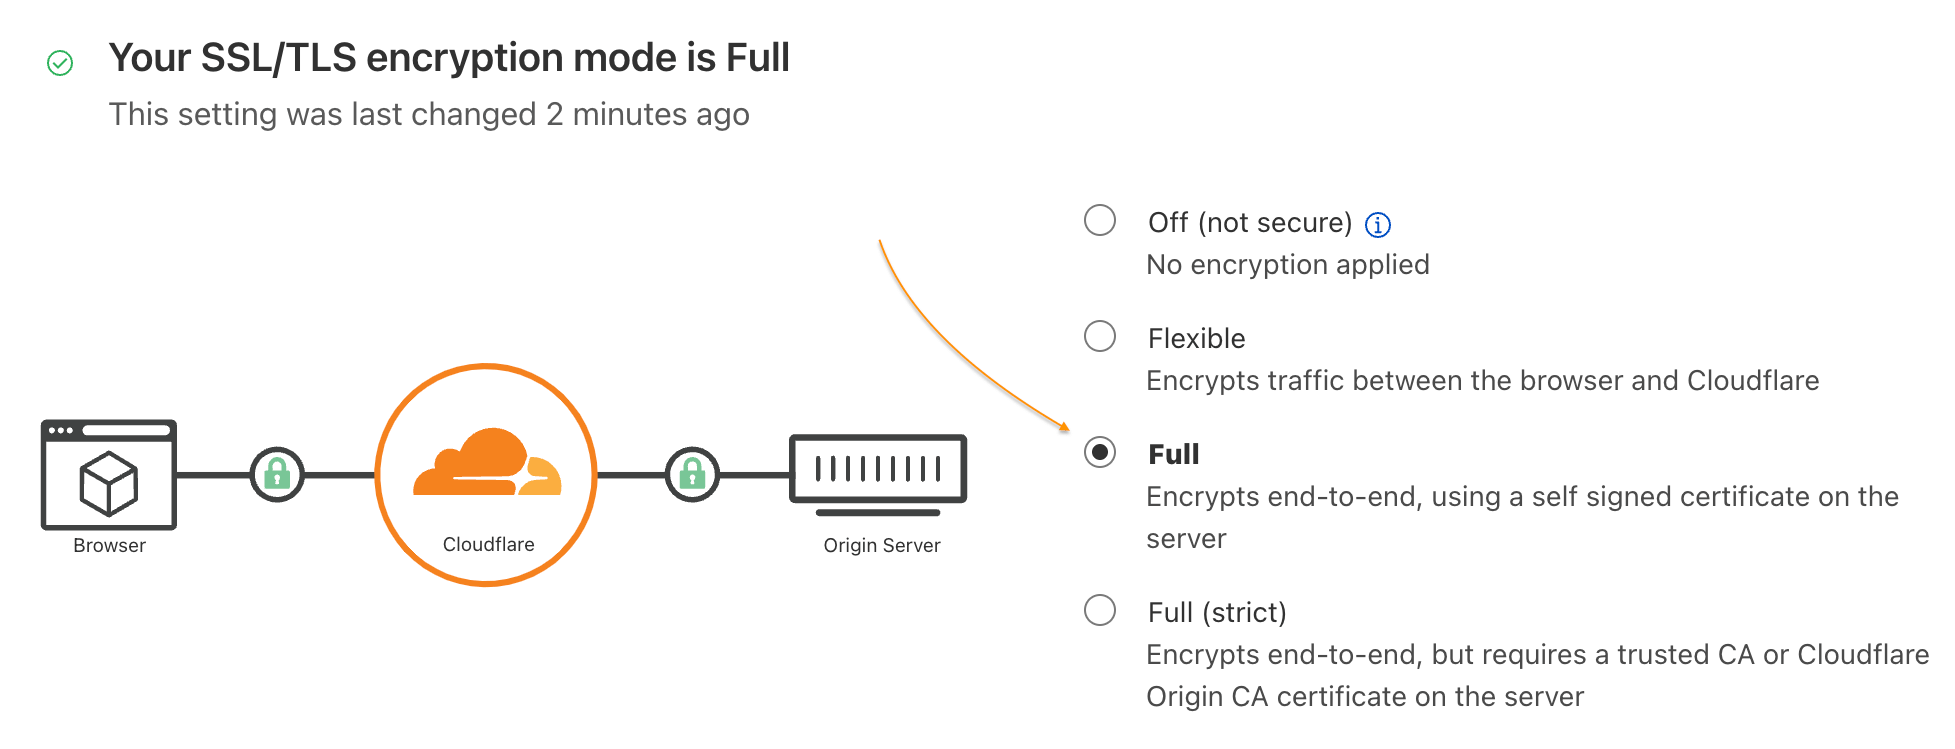 Your SSL/TLS encryption mode is Full
This setting was last changed 2 minutes ago
Off (not secure)
No encryption applied
Flexible
Encrypts traffic between the browser and Cloudflare
Full
Encrypts end-to-end, using a self signed certificate on the
server
Full (strict)
Encrypts end-to-end, but requires a trusted CA or Cloudflare
Origin CA certificate on the server
Browser
Cloudflare
Origin Server